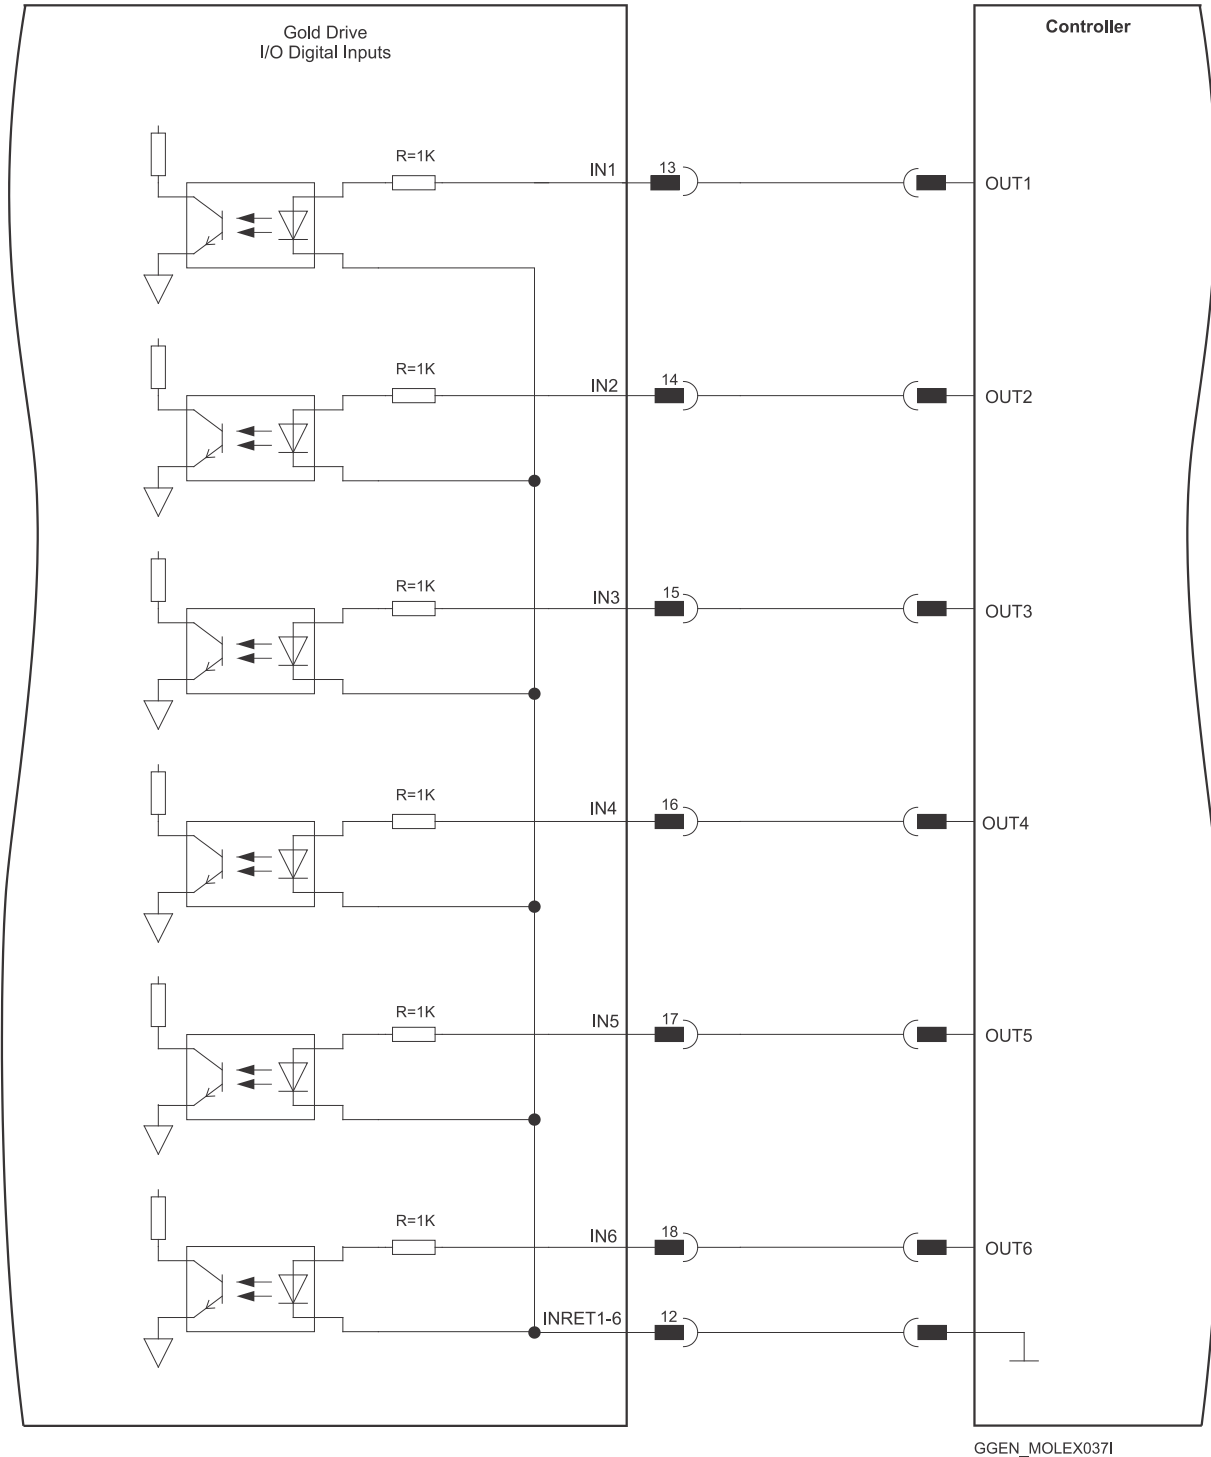 Gold Drive
I/O Digital Inputs
Controller
R=1K
IN1
13
OUT1
R=1K
IN2
14
OUT2
R=1K
IN3
15
OUT3
R=1K
IN4
16
OUT4
R=1K
IN5
17
OUT5
R=1K
IN6
18
OUT6
INRET1-6
12
GGEN_MOLEX037I